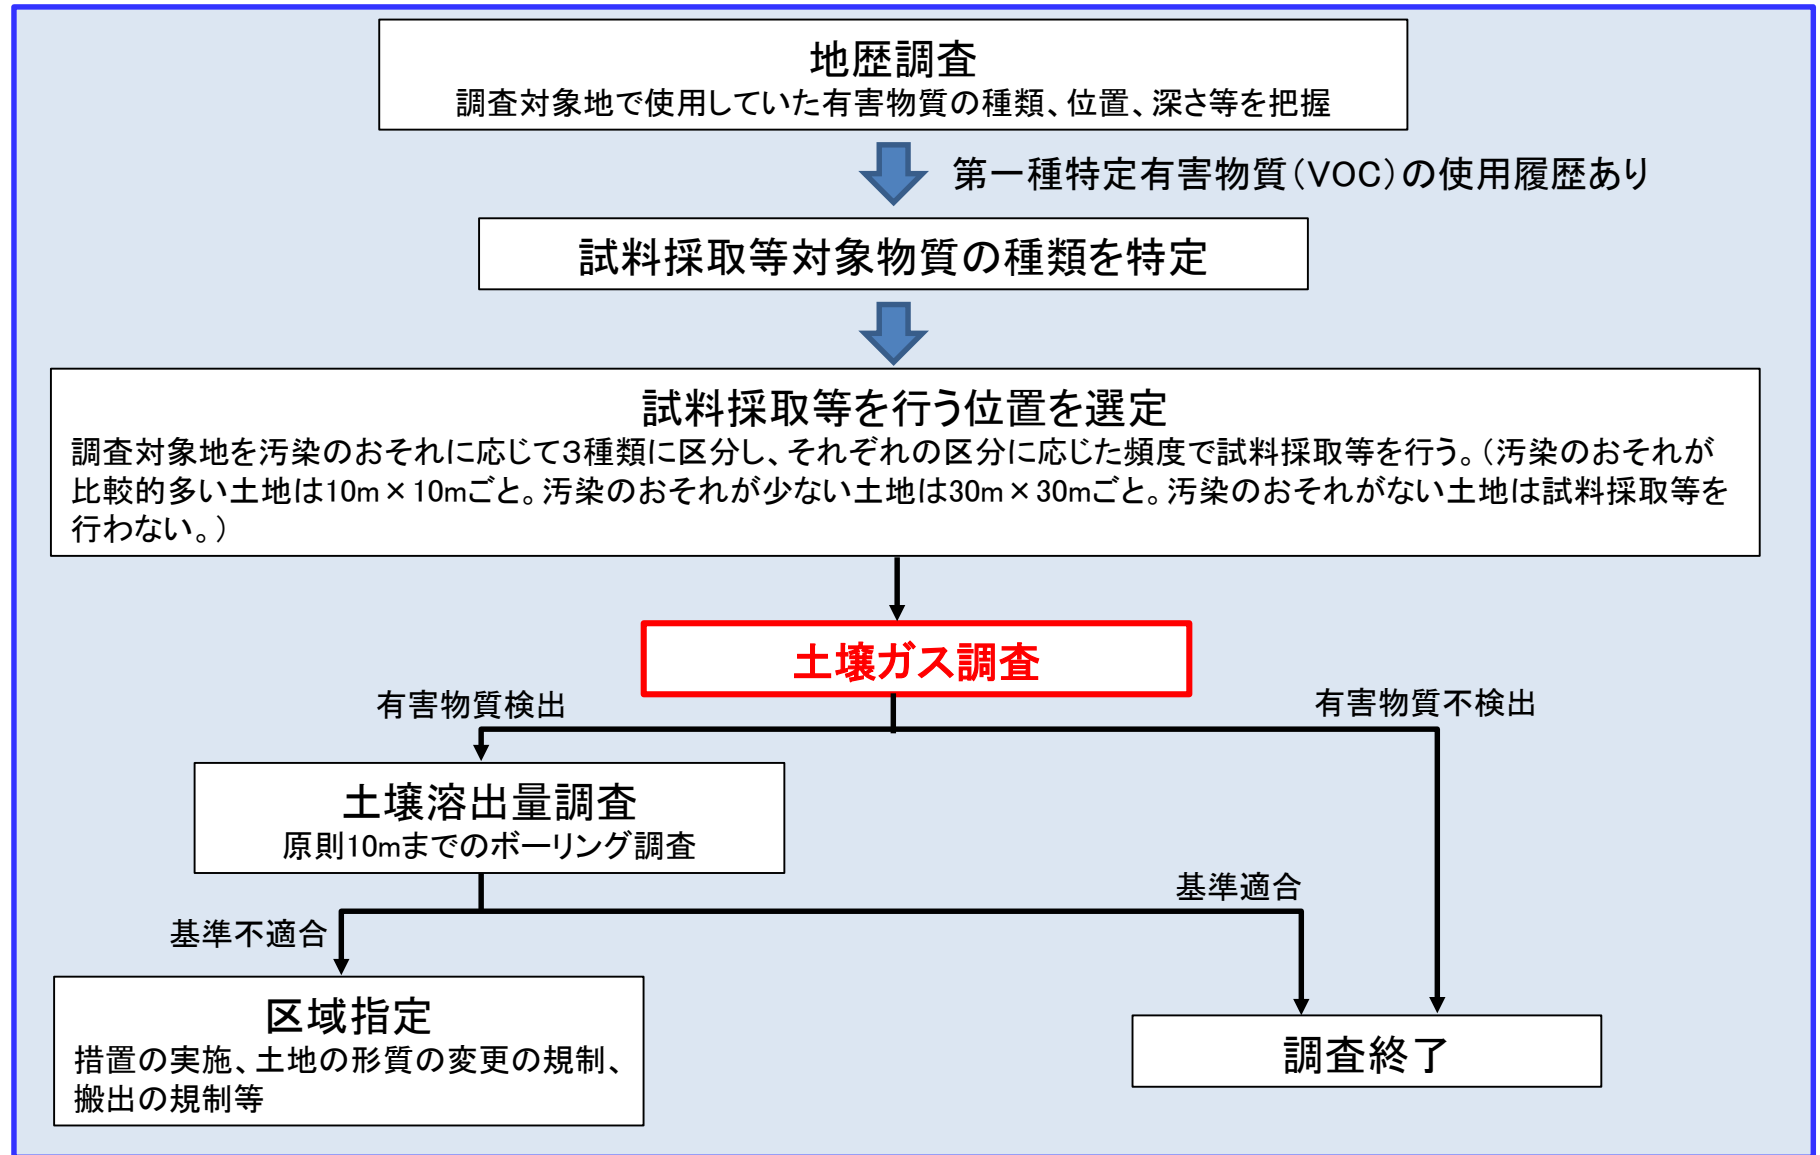 地歴調査
調査対象地で使用していた有害物質の種類、位置、深さ等を把握
第一種特定有害物質(VOC)の使用履歴あり
試料採取等対象物質の種類を特定
試料採取等を行う位置を選定
調査対象地を汚染のおそれに応じて3種類に区分し、それぞれの区分に応じた頻度で試料採取等を行う。(汚染のおそれが
比較的多い土地は10m×10mごと。汚染のおそれが少ない土地は30m×30mごと。汚染のおそれがない土地は試料採取等を
行わない。)
土壌ガス調査
有害物質検出
有害物質不検出
土壌溶出量調査
原則10mまでのボーリング調査
基準適合
基準不適合
区域指定
措置の実施、土地の形質の変更の規制、
搬出の規制等
調査終了